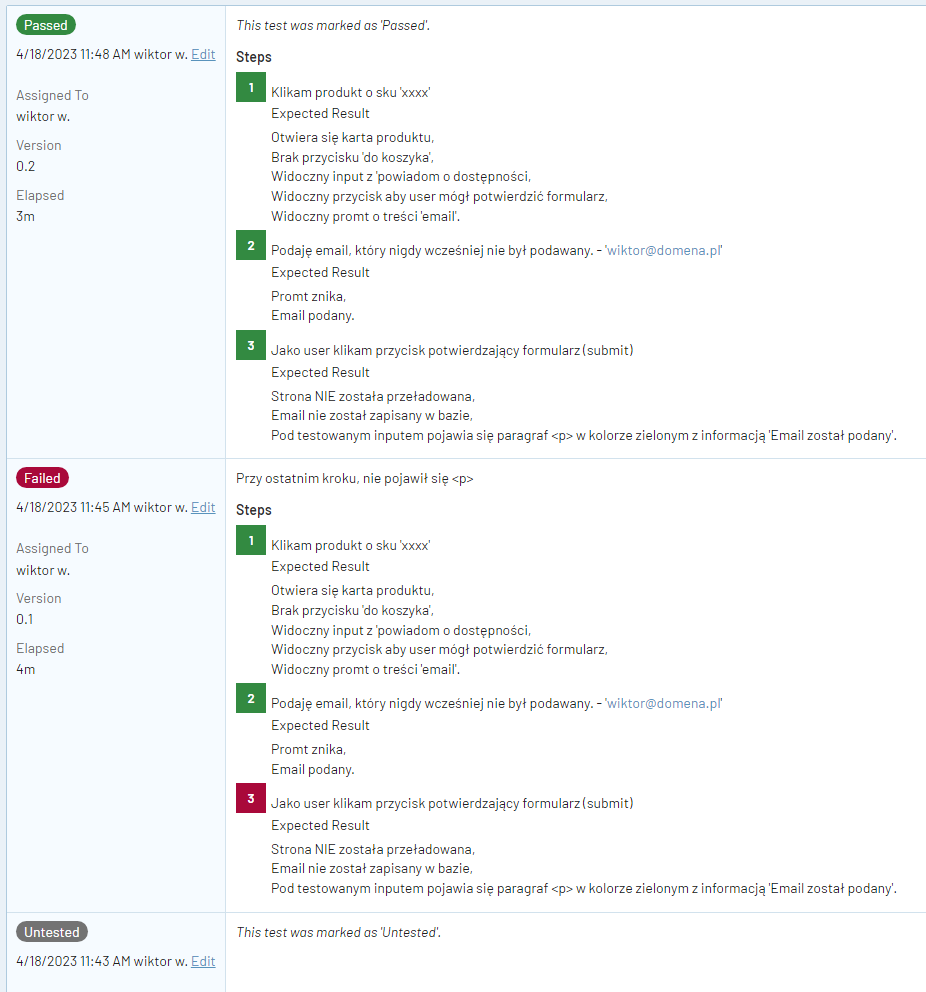 Passed
4/18/2023 11:48 AM wiktor w. Edit
Assigned To
wiktor w.
Version
0.2
Elapsed
3m
This test was marked as 'Passed'.
Steps
1 Klikam produkt o sku 'xxxx'
Expected Result
Otwiera się karta produktu,
Brak przycisku 'do koszyka',
Widoczny input z 'powiadom o dostępności,
Widoczny przycisk aby user mógł potwierdzić formularz,
Widoczny promt o treści 'email'.
2 Podaję email, który nigdy wcześniej nie był podawany. - 'wiktor@domena.pl'
Expected Result
Promt znika,
Email podany.
3 Jako user klikam przycisk potwierdzający formularz (submit)
Expected Result
Strona NIE została przeładowana,
Email nie został zapisany w bazie,
Pod testowanym inputem pojawia się paragraf <p> w kolorze zielonym z informacją 'Email został podany'.
Failed
4/18/2023 11:45 AM wiktor w. Edit
Assigned To
wiktor w.
Version
0.1
Elapsed
4m
Przy ostatnim kroku, nie pojawił się <p>
Steps
1 Klikam produkt o sku 'xxxx'
Expected Result
Otwiera się karta produktu,
Brak przycisku 'do koszyka',
Widoczny input z 'powiadom o dostępności,
Widoczny przycisk aby user mógł potwierdzić formularz,
Widoczny promt o treści 'email'.
2 Podaję email, który nigdy wcześniej nie był podawany. - 'wiktor@domena.pl'
Expected Result
Promt znika,
Email podany.
3 Jako user klikam przycisk potwierdzający formularz (submit)
Expected Result
Strona NIE została przeładowana,
Email nie został zapisany w bazie,
Pod testowanym inputem pojawia się paragraf <p> w kolorze zielonym z informacją 'Email został podany'.
Untested
4/18/2023 11:43 AM wiktor w. Edit
This test was marked as 'Untested'.